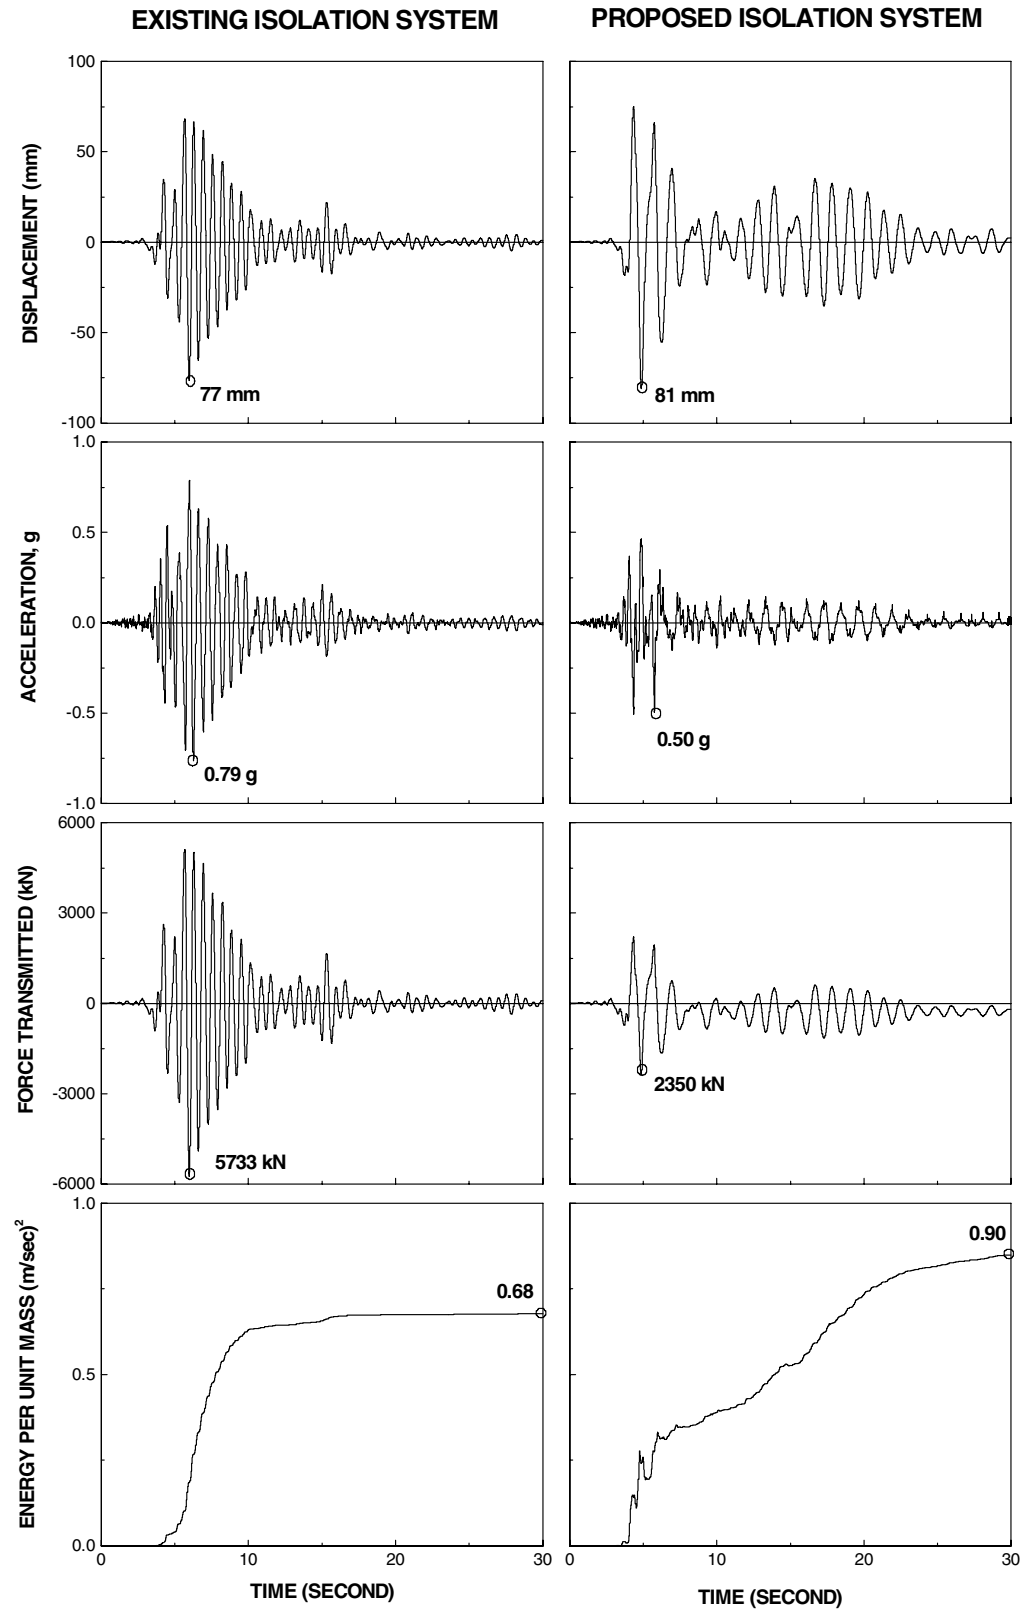 EXISTING ISOLATION SYSTEM
PROPOSED ISOLATION SYSTEM
DISPLACEMENT (mm)
100
50
0
-50
-100
77 mm
81 mm
ACCELERATION, g
1.0
0.5
0.0
-0.5
-1.0
0.79 g
0.50 g
FORCE TRANSMITTED (kN)
6000
3000
0
-3000
-6000
5733 kN
2350 kN
ENERGY PER UNIT MASS (m/sec)²
1.0
0.5
0.0
0.68
0.90
0 10 20 30
0 10 20 30
TIME (SECOND)
TIME (SECOND)